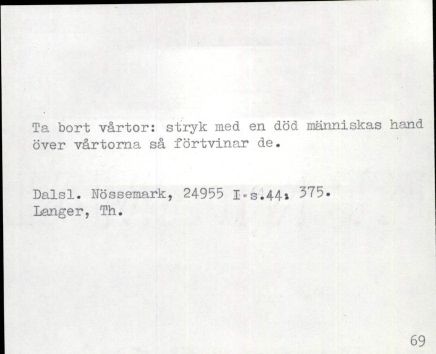 Ta bort vårtor: stryk med en död människas hand
över vårtorna så förtvinar de.
Dalsl. Nössemark, 24955 I s.44: 375.
Langer, Th.
69